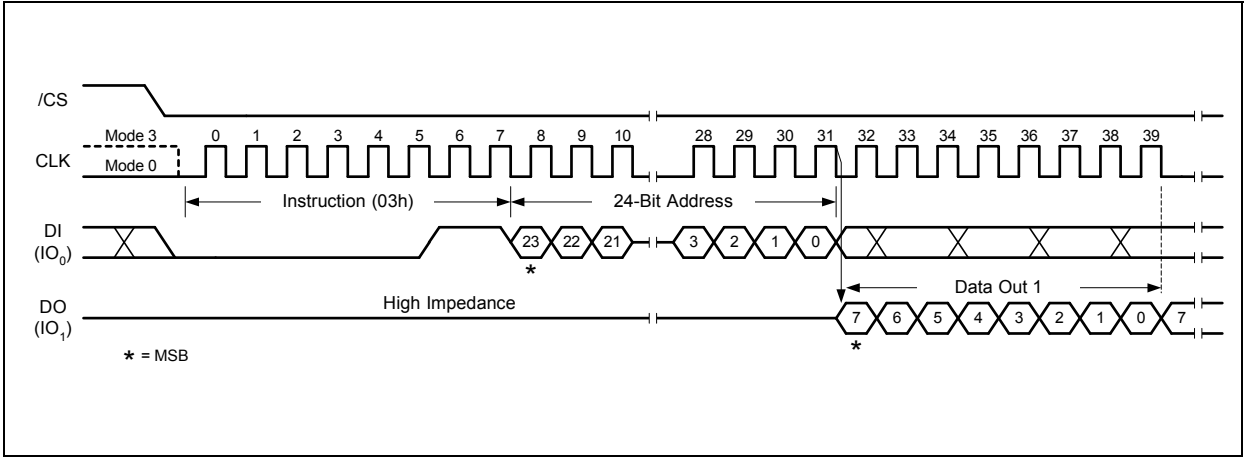 /CS
Mode 3 0 1 2 3 4 5 6 7 8 9 10 28 29 30 31 32 33 34 35 36 37 38 39
CLK Mode 0
Instruction (03h) 24-Bit Address
DI
(IO0) 23 22 21 3 2 1 0
*
Data Out 1
High Impedance
DO
(IO1) 7 6 5 4 3 2 1 0 7
*
* = MSB